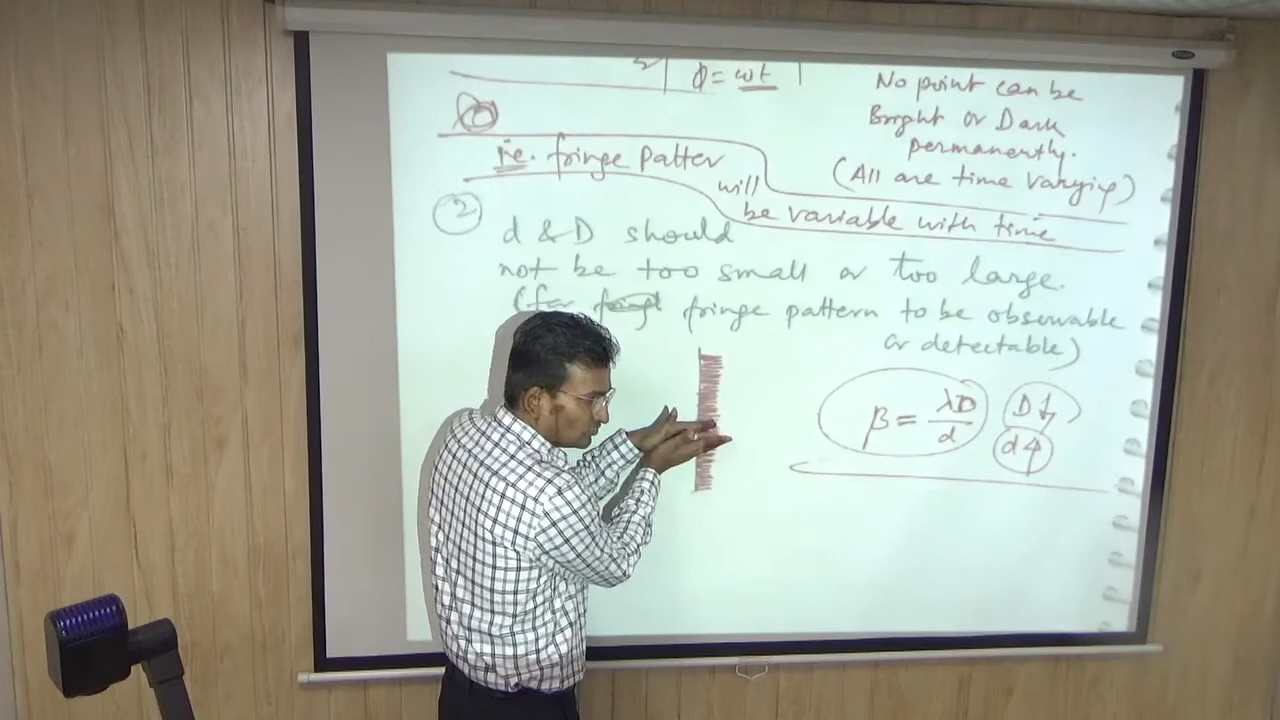 ϕ = ωt
No point can be
Bright or Dark
permanently.
(All are time varying)
i.e. fringe Patter
will
be variable with time
2
d & D should
not be too small or too large.
(for fringe pattern to be observable
or detectable)
β = λD/d
D↓
d↑